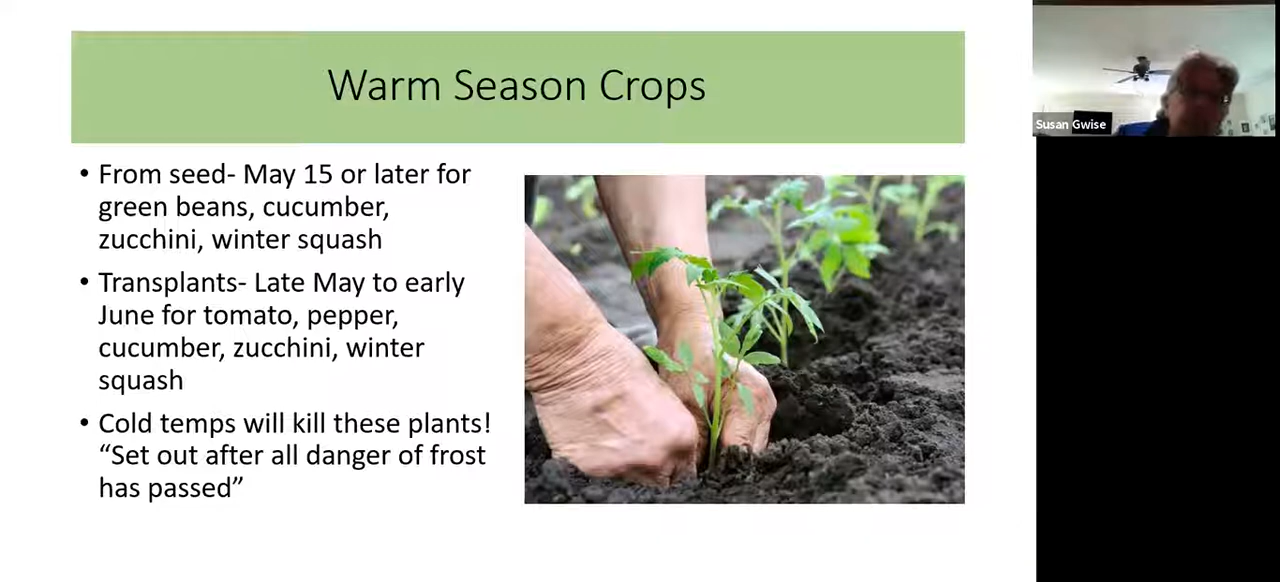 Warm Season Crops
• From seed- May 15 or later for
green beans, cucumber,
zucchini, winter squash
• Transplants- Late May to early
June for tomato, pepper,
cucumber, zucchini, winter
squash
• Cold temps will kill these plants!
“Set out after all danger of frost
has passed”
Susan Gwise